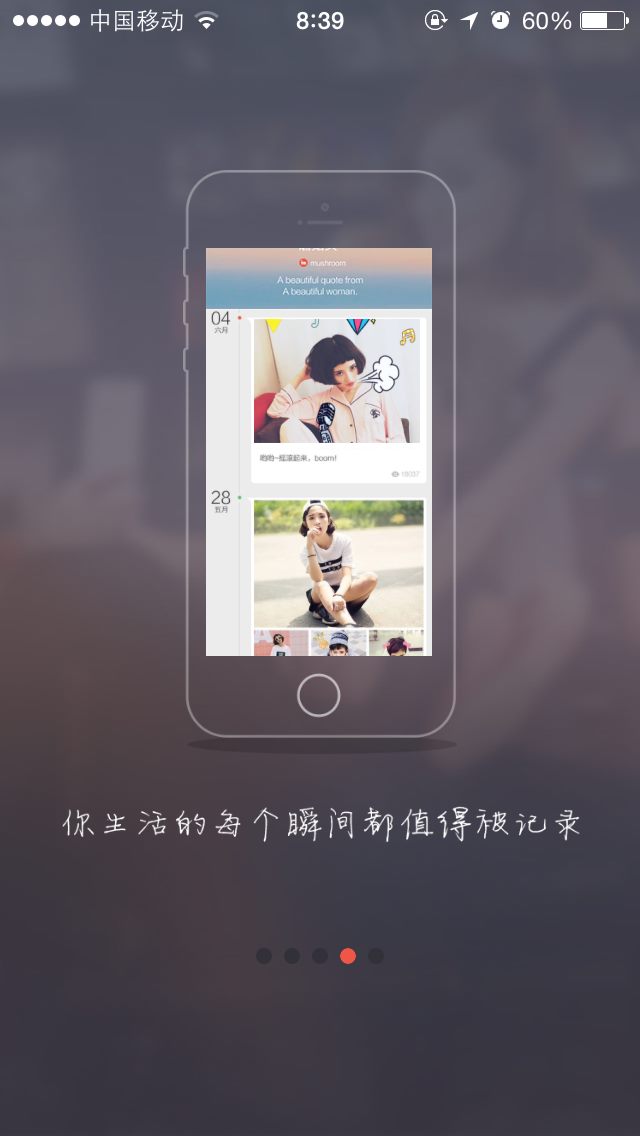 中国移动
8:39
60%
mushroom
A beautiful quote from
A beautiful woman.
04
六月
哟哟~摇滚起来，boom!
18037
28
五月
你生活的每个瞬间都值得被记录